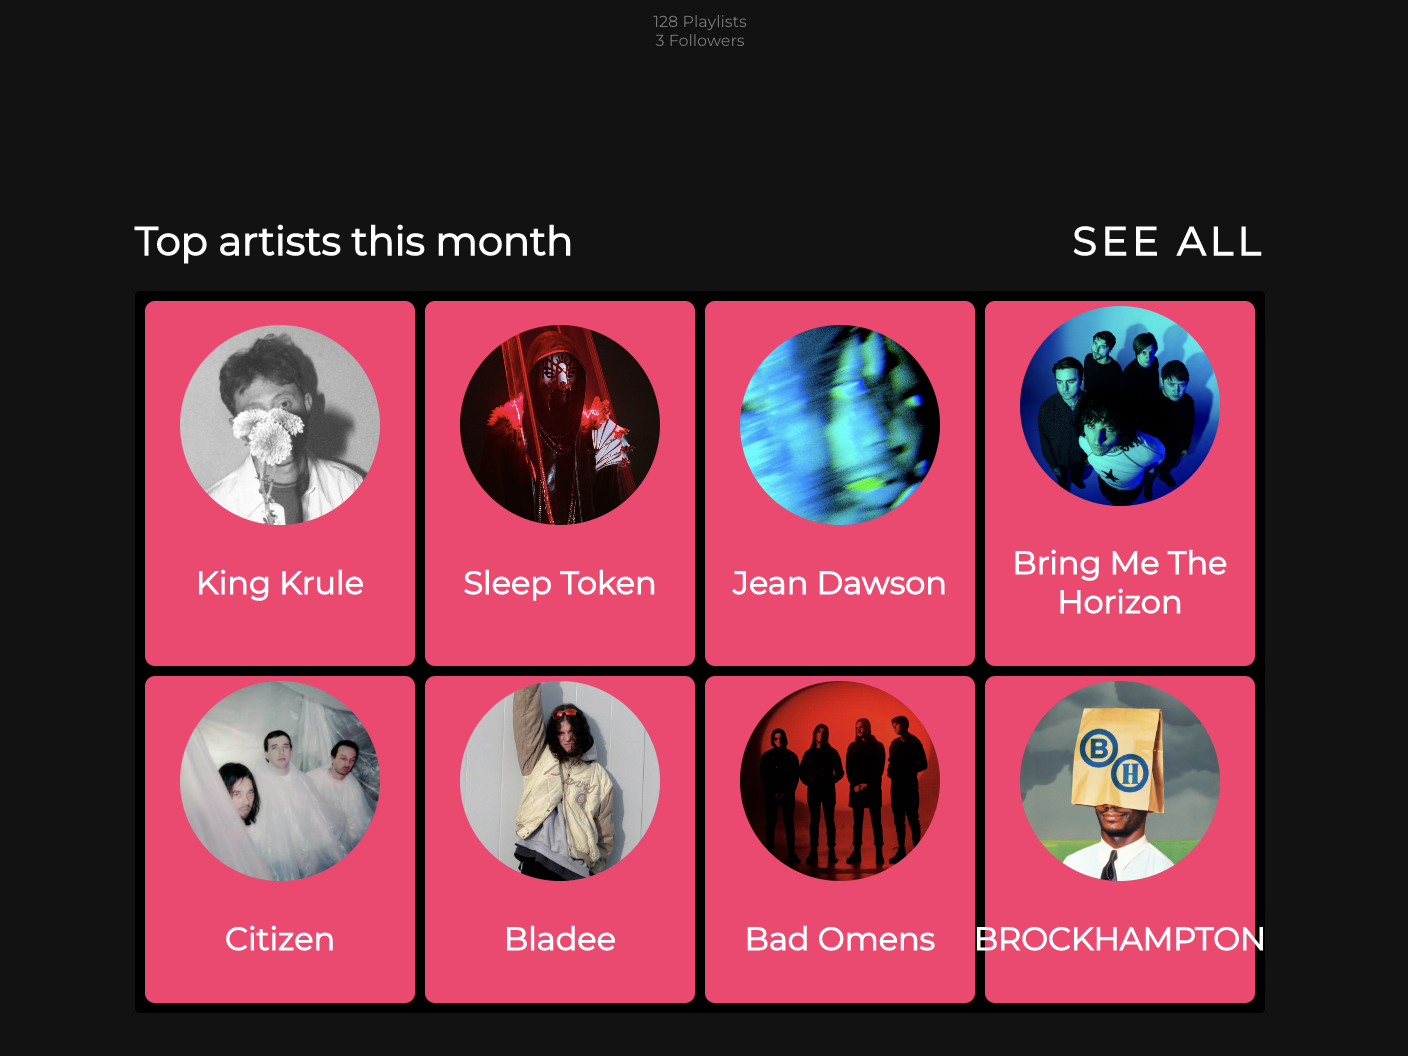 128 Playlists
3 Followers
Top artists this month
SEE ALL
King Krule
Sleep Token
Jean Dawson
Bring Me The
Horizon
B
H
Citizen
Bladee
Bad Omens
BROCKHAMPTON